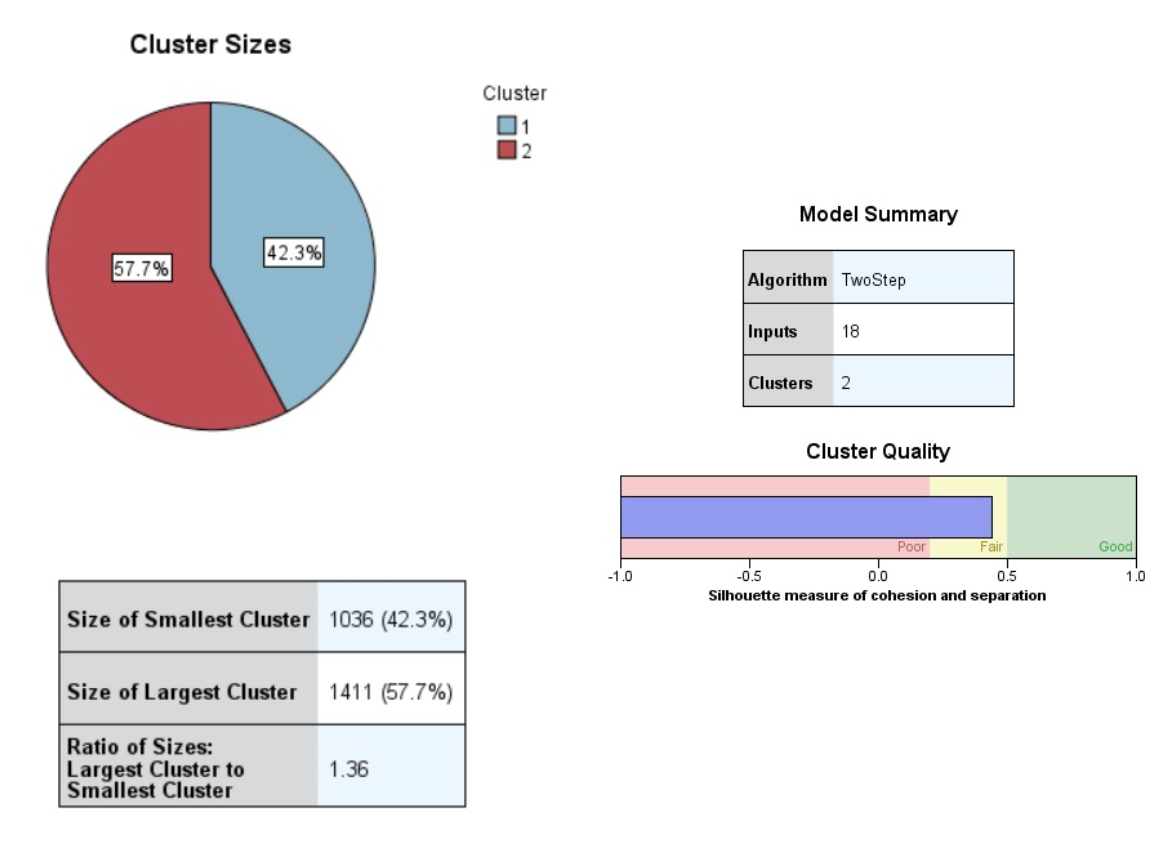 Cluster Sizes
Cluster
1
2
57.7%
42.3%
Model Summary
Algorithm TwoStep
Inputs 18
Clusters 2
Cluster Quality
Poor Fair Good
-1.0 -0.5 0.0 0.5 1.0
Silhouette measure of cohesion and separation
Size of Smallest Cluster 1036 (42.3%)
Size of Largest Cluster 1411 (57.7%)
Ratio of Sizes:
Largest Cluster to
Smallest Cluster
1.36